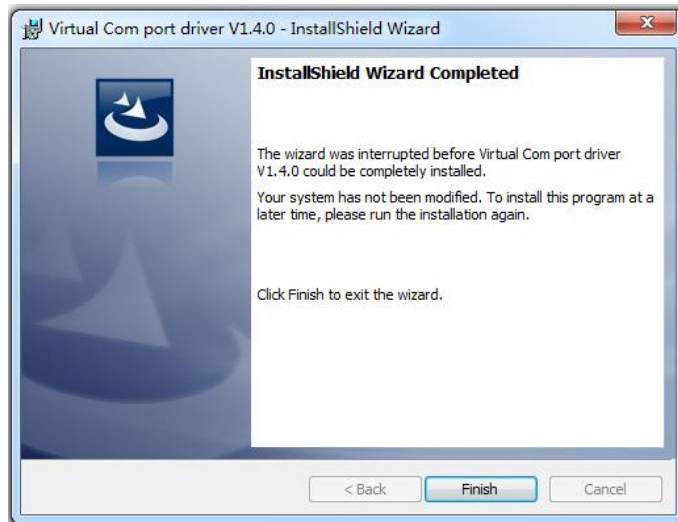 Virtual Com port driver V1.4.0 - InstallShield Wizard
InstallShield Wizard Completed
The wizard was interrupted before Virtual Com port driver
V1.4.0 could be completely installed.
Your system has not been modified. To install this program at a
later time, please run the installation again.
Click Finish to exit the wizard.
< Back Finish Cancel